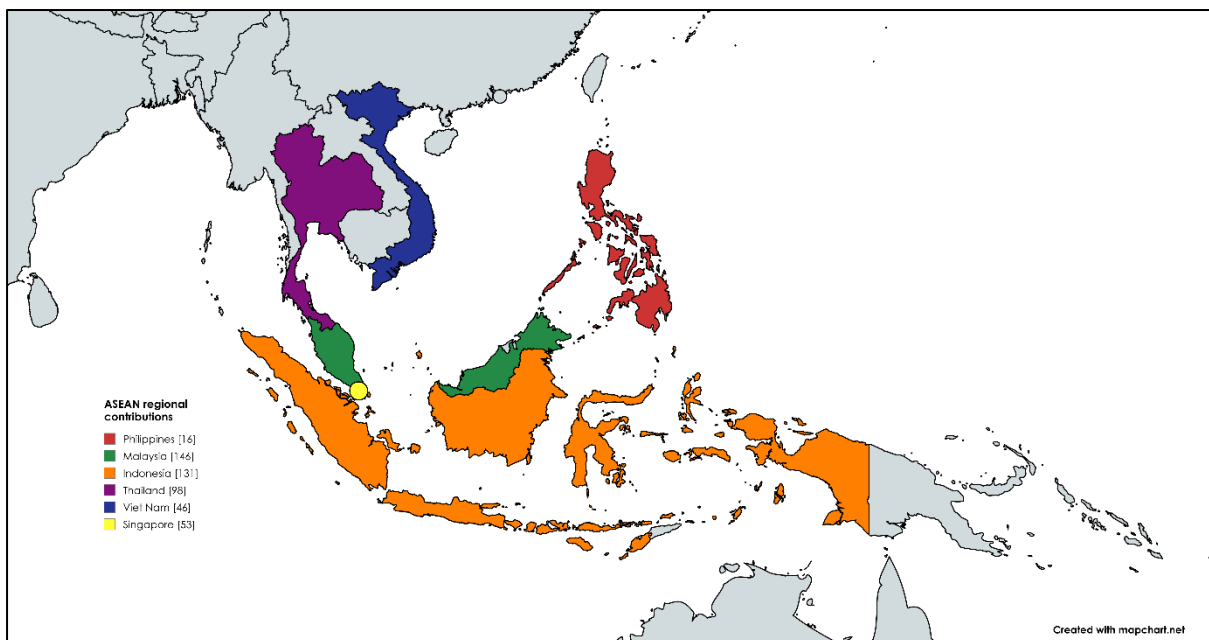 ASEAN regional
contributions
Philippines [16]
Malaysia [146]
Indonesia [131]
Thailand [98]
Viet Nam [46]
Singapore [53]
Created with mapchart.net